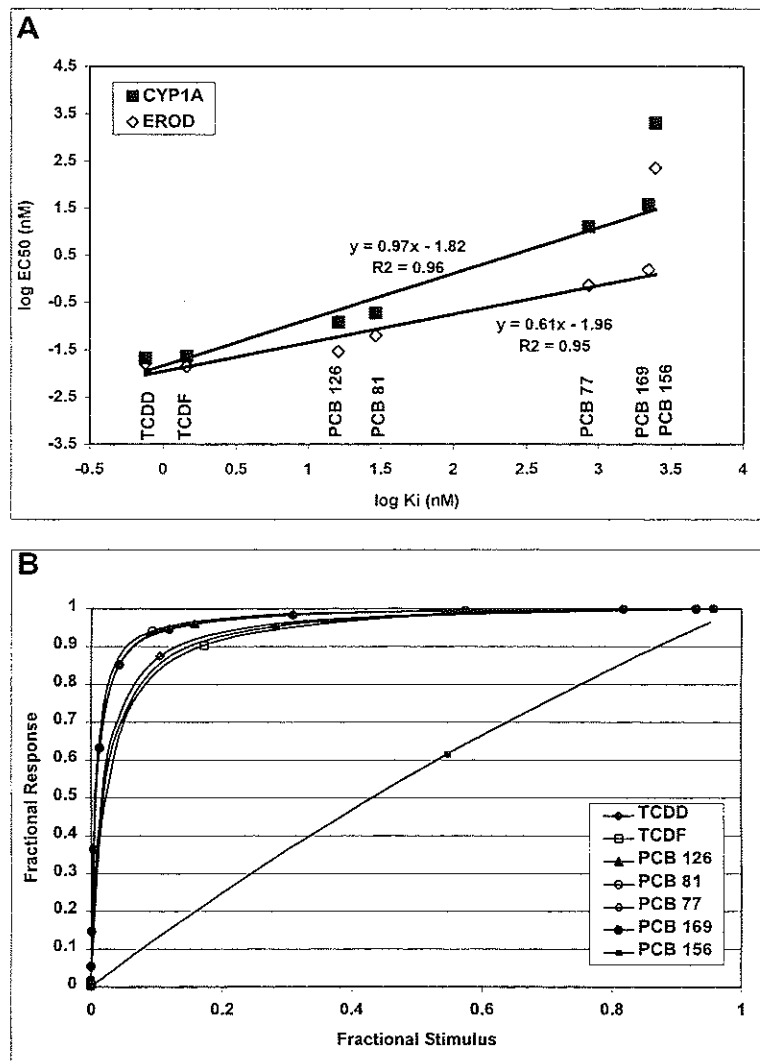 A
CYP1A
EROD
4.5
3.5
2.5
1.5
0.5
-0.5
-1.5
-2.5
-3.5
log EC50 (nM)
y = 0.97x - 1.82
R2 = 0.96
y = 0.61x - 1.96
R2 = 0.95
TCDD
TCDF
PCB 126
PCB 81
PCB 77
PCB 169
PCB 156
-0.5
0
0.5
1
1.5
2
2.5
3
3.5
4
log Ki (nM)
B
1
0.9
0.8
0.7
0.6
0.5
0.4
0.3
0.2
0.1
0
Fractional Response
TCDD
TCDF
PCB 126
PCB 81
PCB 77
PCB 169
PCB 156
0
0.2
0.4
0.6
0.8
1
Fractional Stimulus